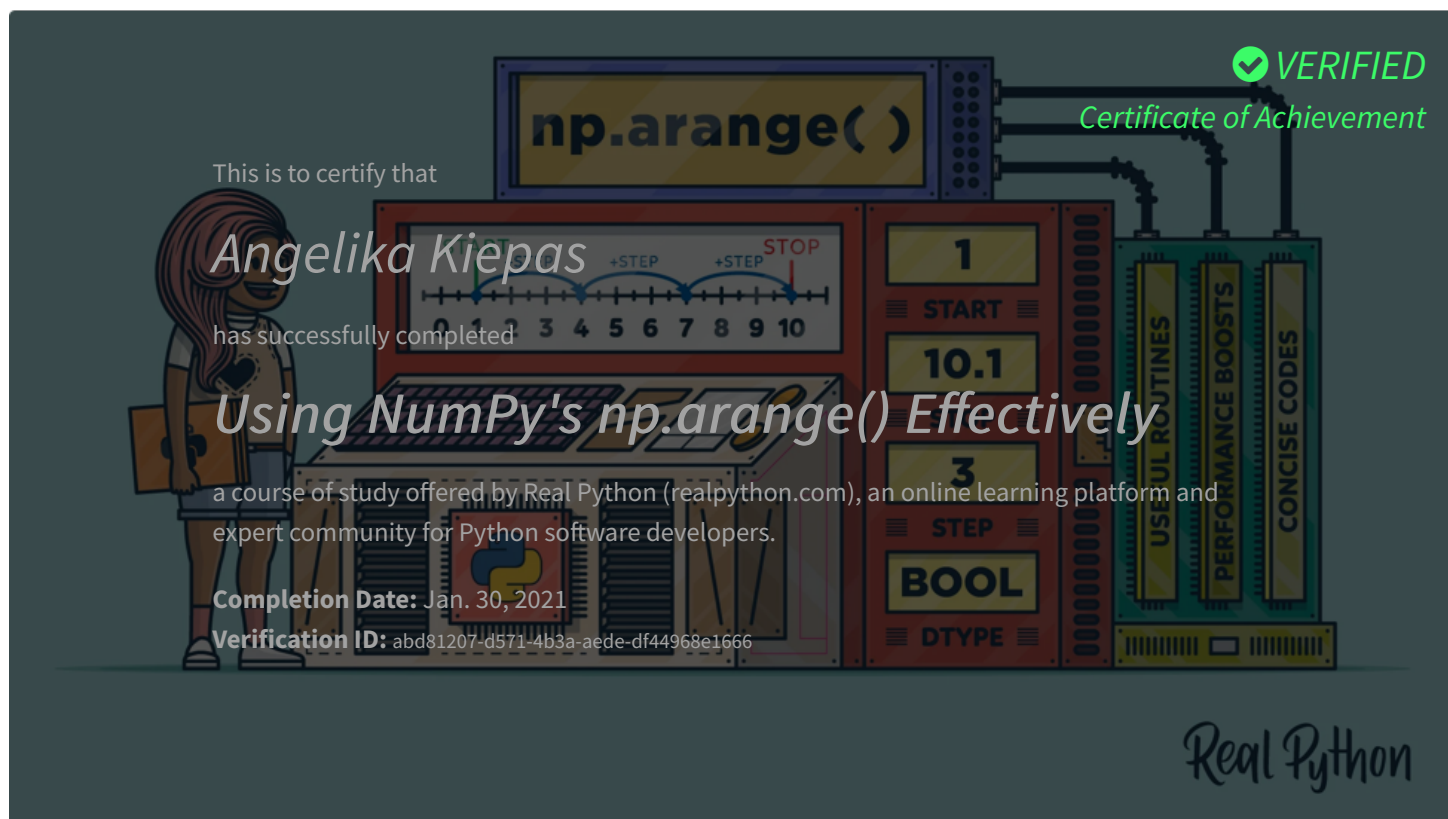 VERIFIED
Certificate of Achievement
np.arange( )
This is to certify that
Angelika Kiepas
START
+STEP
+STEP
+STEP
STOP
0 1 2 3 4 5 6 7 8 9 10
has successfully completed
Using NumPy's np.arange() Effectively
a course of study offered by Real Python (realpython.com), an online learning platform and
expert community for Python software developers.
Completion Date: Jan. 30, 2021
Verification ID: abd81207-d571-4b3a-aede-df44968e1666
1
START
10.1
3
STEP
BOOL
DTYPE
USEFUL ROUTINES
PERFORMANCE BOOSTS
CONCISE CODES
Real Python